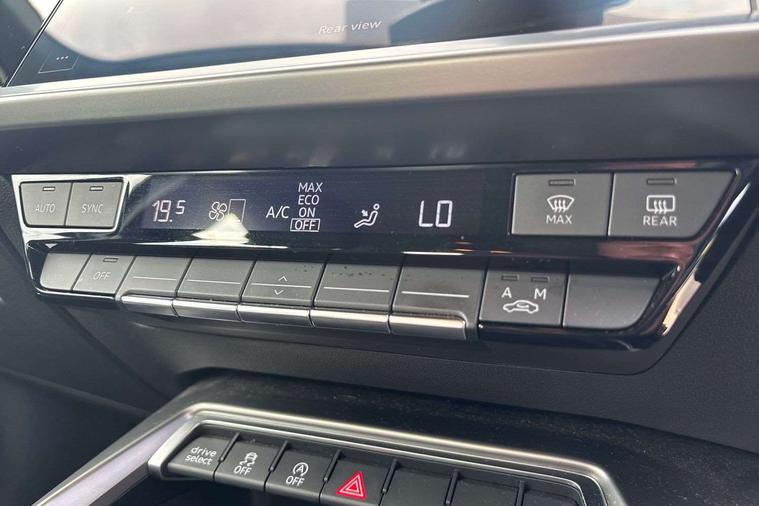 Rear view
AUTO
SYNC
19.5
A/C
MAX
ECO
ON
OFF
LO
MAX
REAR
OFF
A M
drive
select
OFF
OFF